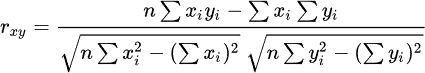 r_{xy} = \frac{n\sum x_i y_i - \sum x_i \sum y_i}{\sqrt{n\sum x_i^2 - (\sum x_i)^2} \sqrt{n\sum y_i^2 - (\sum y_i)^2}}